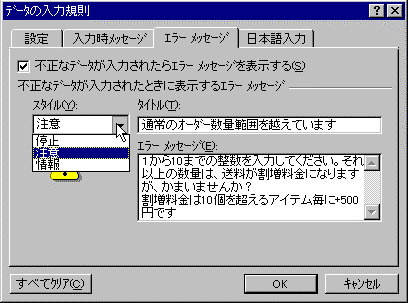 データの入力規則
設定
入力時メッセージ
エラー メッセージ
日本語入力
不正なデータが入力されたらエラー メッセージを表示する(S)
不正なデータが入力されたときに表示するエラー メッセージ
スタイル(Y):
タイトル(T):
注意
通常のオーダー数量範囲を越えています
停止
注意
情報
エラー メッセージ(E):
1から10までの整数を入力してください。それ
以上の数量は、送料が割増料金になります
が、かまいませんか?
割増料金は10個を超えるアイテム毎に+500
円です
すべてクリア(C)
OK
キャンセル